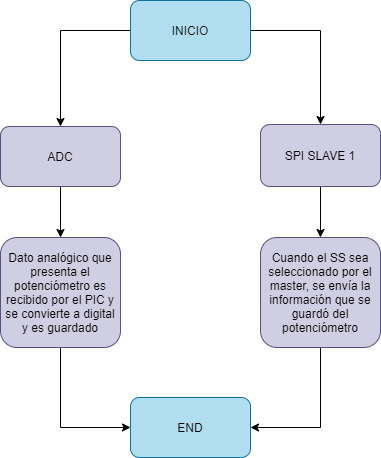 INICIO
ADC
SPI SLAVE 1
Dato analógico que
presenta el
potenciómetro es
recibido por el PIC y
se convierte a digital
y es guardado
Cuando el SS sea
seleccionado por el
master, se envía la
información que se
guardó del
potenciómetro
END